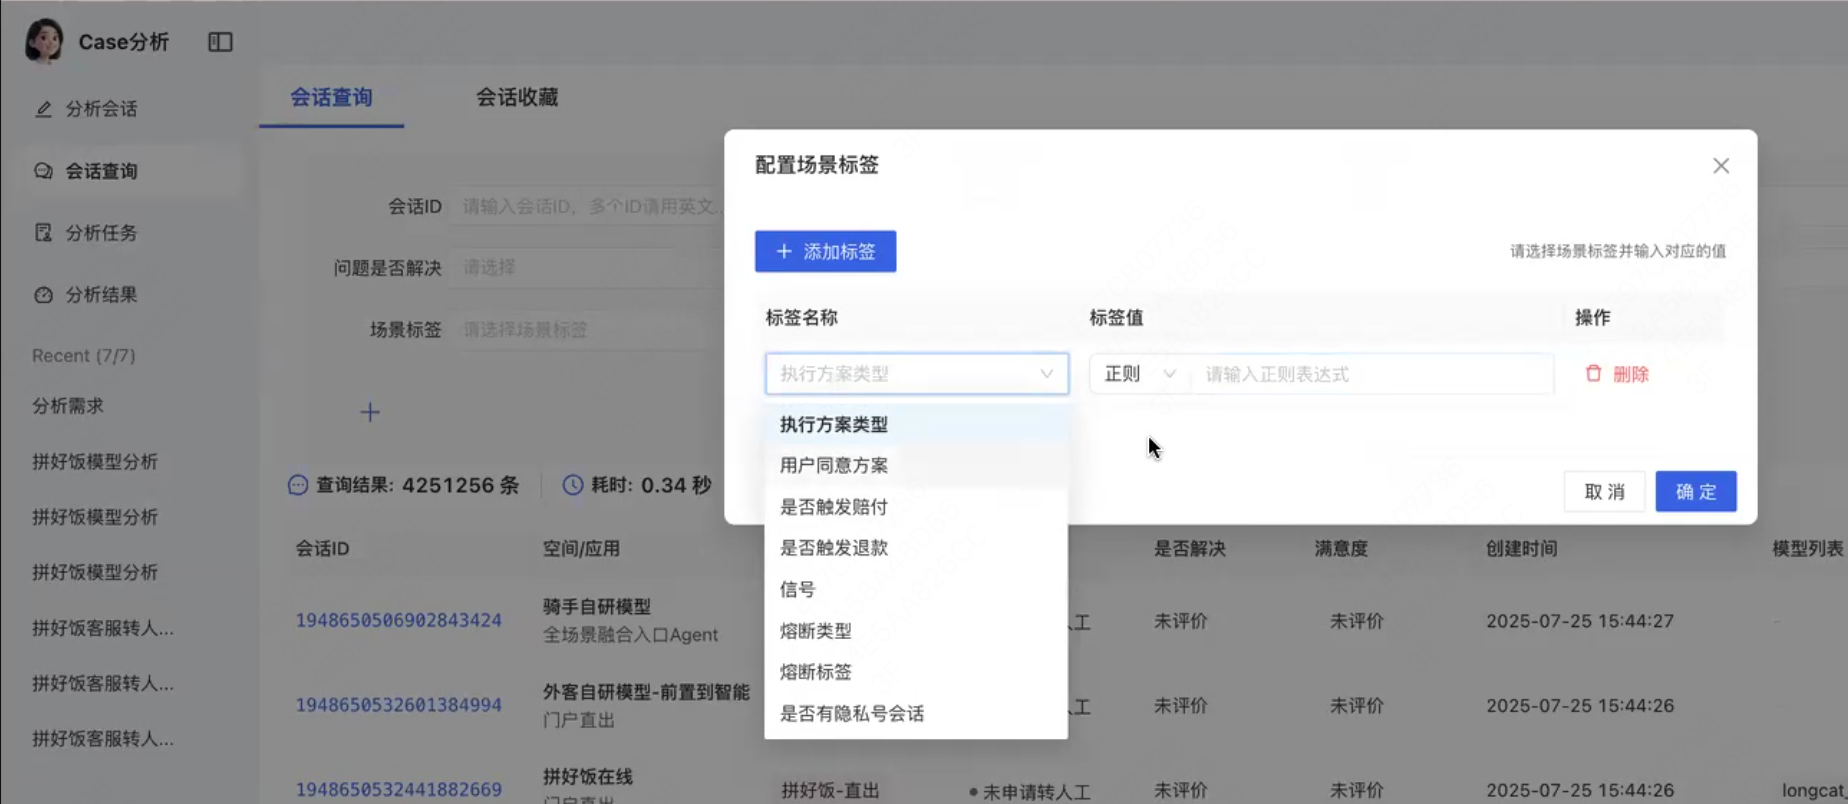 Case分析
分析会话
会话查询
分析任务
分析结果
Recent (7/7)
分析需求
拼好饭模型分析
拼好饭模型分析
拼好饭模型分析
拼好饭客服转人...
拼好饭客服转人...
拼好饭客服转人...
会话查询 会话收藏
会话ID 请输入会话ID，多个ID请用英文...
问题是否解决 请选择
场景标签 请选择场景标签
查询结果: 4251256 条 耗时: 0.34 秒
配置场景标签
添加标签 请选择场景标签并输入对应的值
标签名称 标签值 操作
执行方案类型 正则 请输入正则表达式 删除
执行方案类型
用户同意方案
是否触发赔付
是否触发退款
信号
熔断类型
熔断标签
是否有隐私号会话
取 消 确 定
会话ID 空间/应用 是否解决 满意度 创建时间 模型列表
1948650506902843424 骑手自研模型 人工 未评价 未评价 2025-07-25 15:44:27 -
全场景融合入口Agent
1948650532601384994 外客自研模型-前置到智能 人工 未评价 未评价 2025-07-25 15:44:26
门户直出
1948650532441882669 拼好饭在线 拼好饭-直出 未申请转人工 未评价 未评价 2025-07-25 15:44:26 longcat